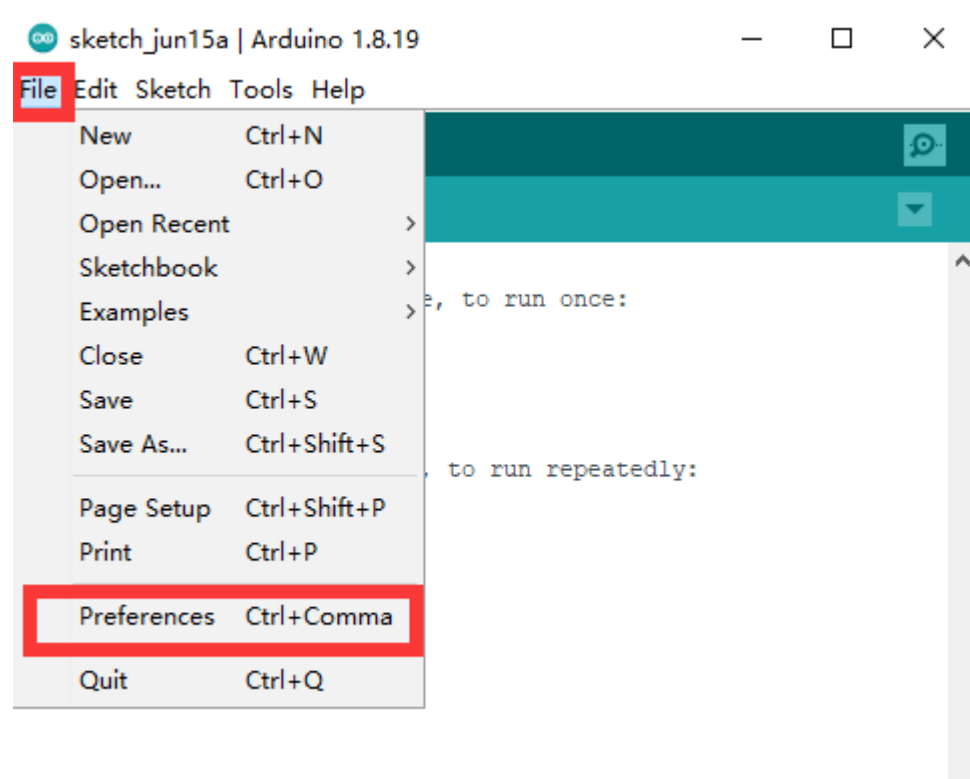 sketch_jun15a | Arduino 1.8.19
File Edit Sketch Tools Help
New Ctrl+N
Open... Ctrl+O
Open Recent
Sketchbook
Examples
, to run once:
Close Ctrl+W
Save Ctrl+S
Save As... Ctrl+Shift+S
, to run repeatedly:
Page Setup Ctrl+Shift+P
Print Ctrl+P
Preferences Ctrl+Comma
Quit Ctrl+Q